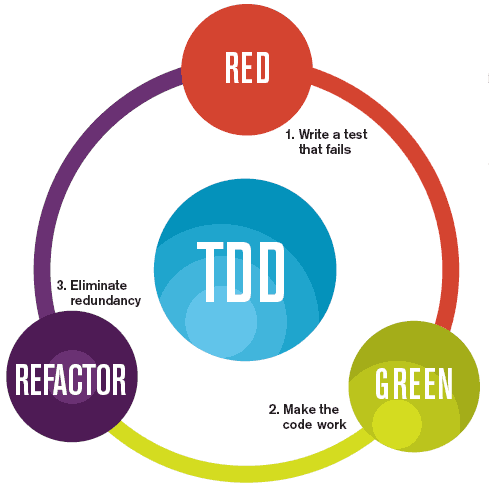 RED
1. Write a test
that fails
TDD
3. Eliminate
redundancy
REFACTOR
GREEN
2. Make the
code work